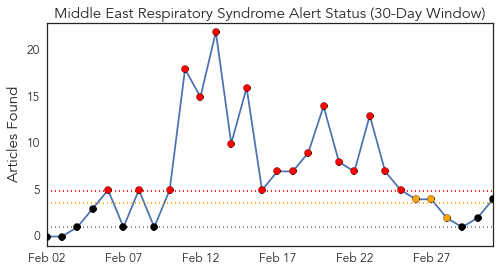 Middle East Respiratory Syndrome Alert Status (30-Day Window)
Articles Found
20
15
10
5
0
Feb 02 Feb 07 Feb 12 Feb 17 Feb 22 Feb 27